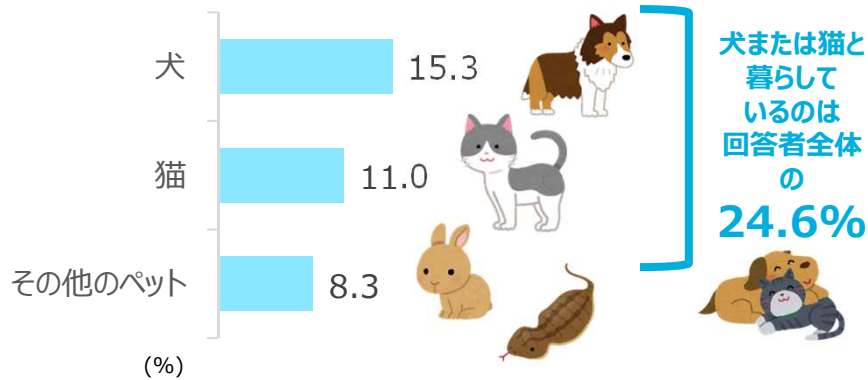 犬
15.3
猫
11.0
その他のペット
8.3
(%)
犬または猫と
暮らして
いるのは
回答者全体
の
24.6%